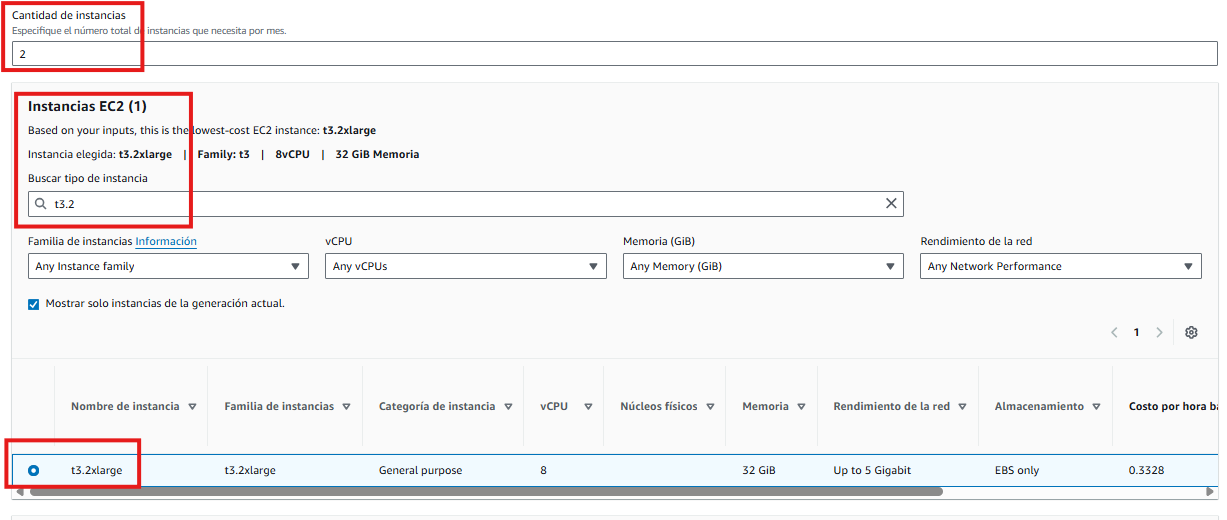 Cantidad de instancias
Especifique el número total de instancias que necesita por mes.
2
Instancias EC2 (1)
Based on your inputs, this is the lowest-cost EC2 instance: t3.2xlarge
Instancia elegida: t3.2xlarge | Family: t3 | 8vCPU | 32 GiB Memoria
Buscar tipo de instancia
t3.2
Familia de instancias Información vCPU Memoria (GiB) Rendimiento de la red
Any Instance family Any vCPUs Any Memory (GiB) Any Network Performance
Mostrar solo instancias de la generación actual.
1
Nombre de instancia Familia de instancias Categoría de instancia vCPU Núcleos físicos Memoria Rendimiento de la red Almacenamiento Costo por hora ba
t3.2xlarge t3.2xlarge General purpose 8 32 GiB Up to 5 Gigabit EBS only 0.3328